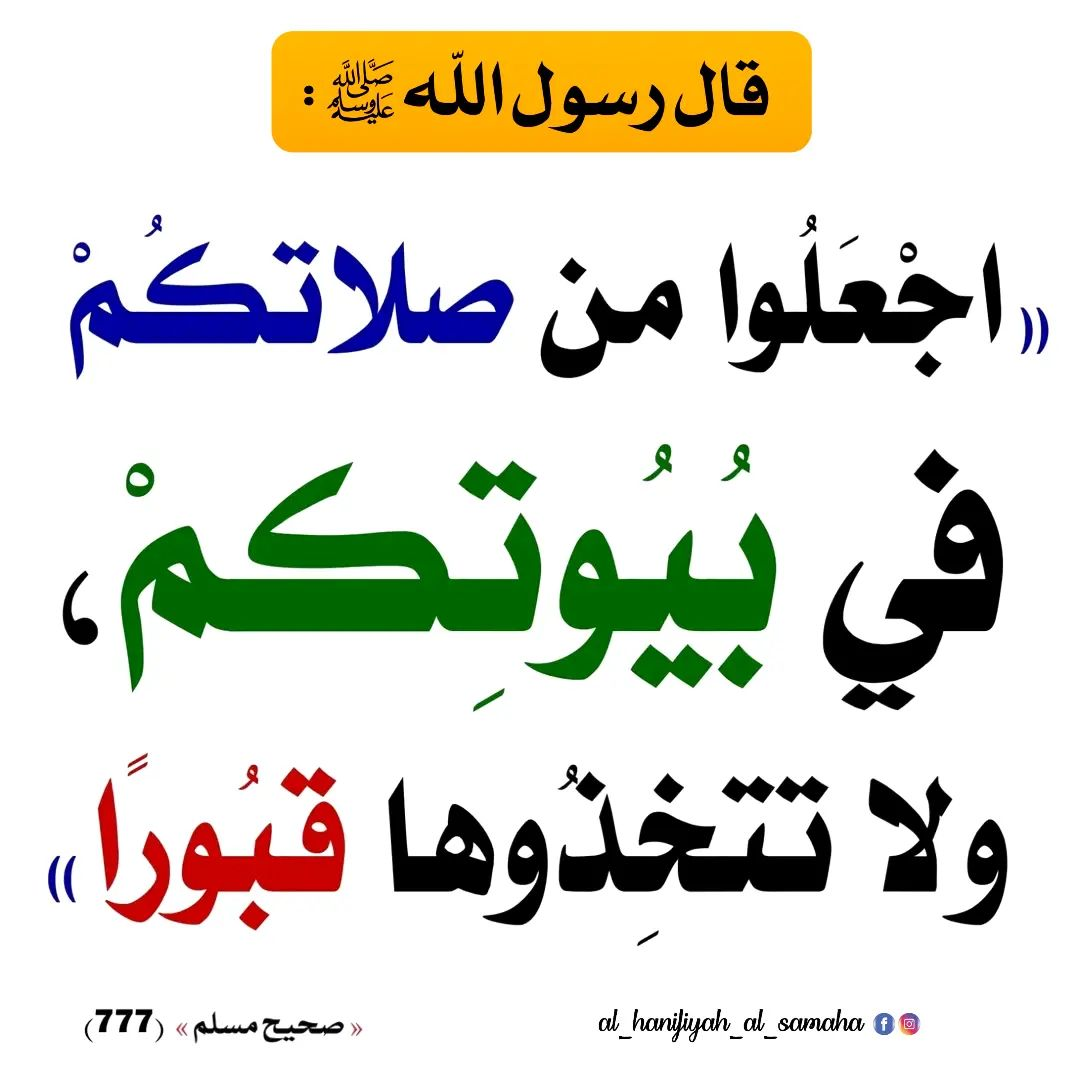 قال رسول الله ﷺ :
(( اجْعَلُوا من صلاتكُمْ
في بُيُوتِكمْ ،
ولا تتخِذُوها قبُورًا ))
« صحيح مسلم » (777)
al_hanifiyah_al_samaha